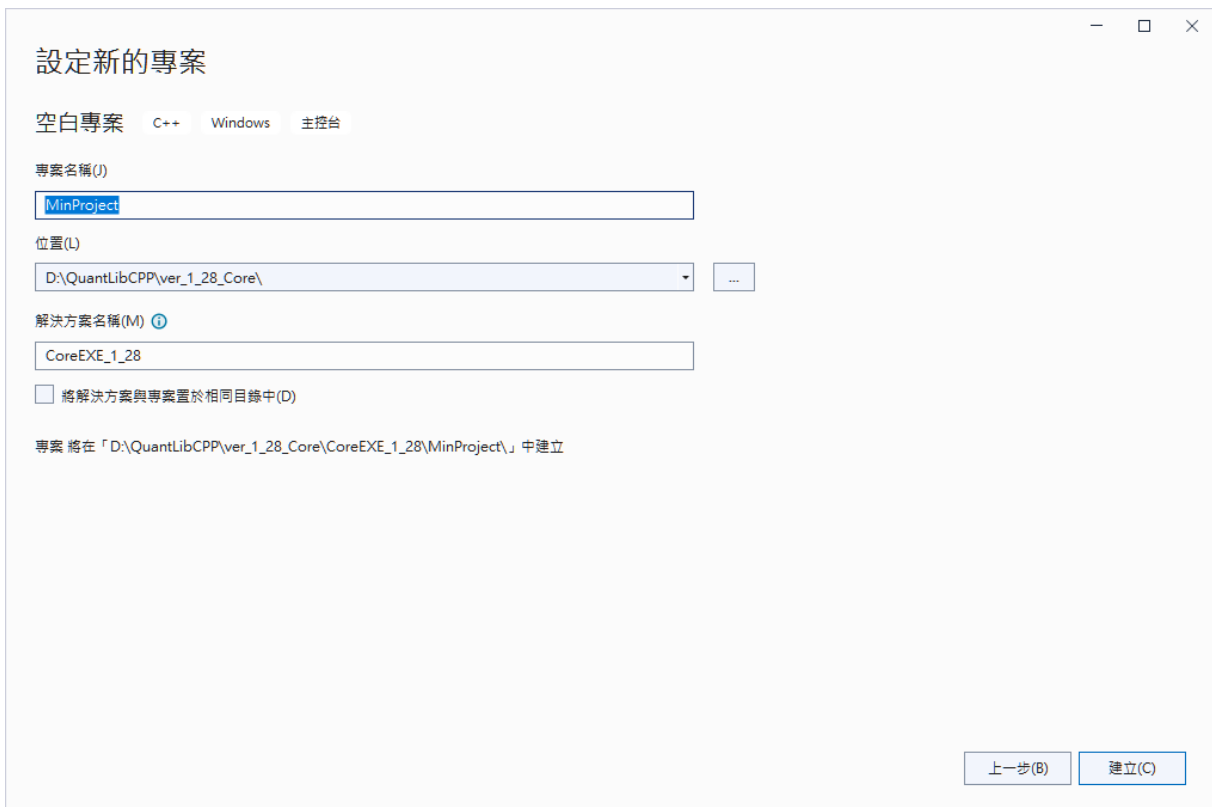 設定新的專案
空白專案 C++ Windows 主控台
專案名稱(J)
MinProject
位置(L)
D:\QuantLibCPP\ver_1_28_Core\
...
解決方案名稱(M)
CoreEXE_1_28
將解決方案與專案置於相同目錄中(D)
專案 將在「D:\QuantLibCPP\ver_1_28_Core\CoreEXE_1_28\MinProject\」中建立
上一步(B) 建立(C)